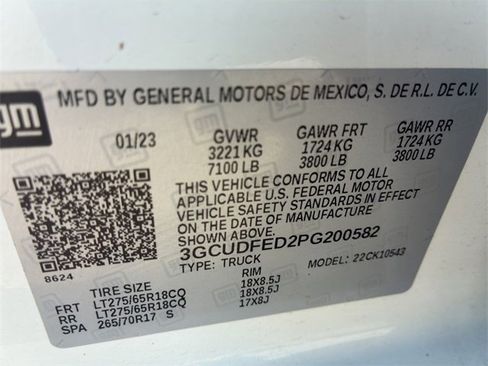 gm
MFD BY GENERAL MOTORS DE MEXICO, S. DE R.L. DE C.V.
01/23 GVWR GAWR FRT GAWR RR
3221 KG 1724 KG 1724 KG
7100 LB 3800 LB 3800 LB
THIS VEHICLE CONFORMS TO ALL
APPLICABLE U.S. FEDERAL MOTOR
VEHICLE SAFETY STANDARDS IN EFFECT
ON THE DATE OF MANUFACTURE
3GCUDFED2PG200582
8624 TYPE: TRUCK MODEL: 22CK10543
TIRE SIZE RIM
FRT LT275/65R18CQ 18X8.5J
RR LT275/65R18CQ 18X8.5J
SPA 265/70R17 S 17X8J